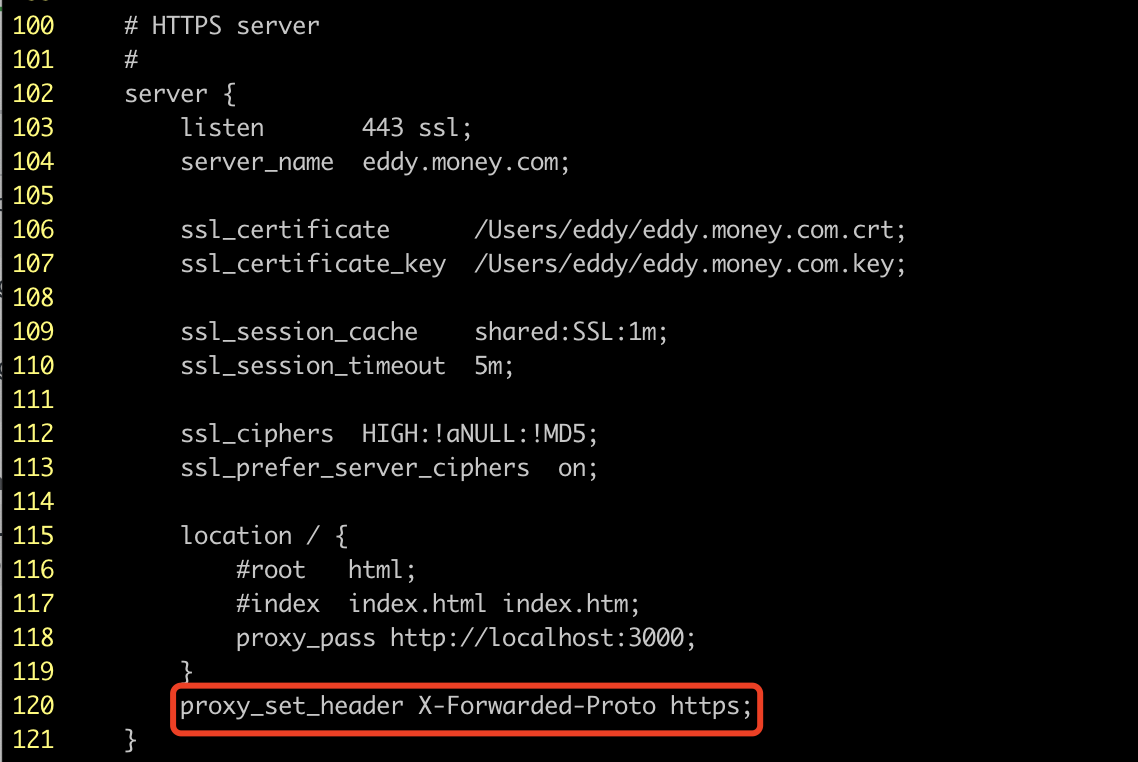 100 # HTTPS server
101 #
102 server {
103 listen 443 ssl;
104 server_name eddy.money.com;
105
106 ssl_certificate /Users/eddy/eddy.money.com.crt;
107 ssl_certificate_key /Users/eddy/eddy.money.com.key;
108
109 ssl_session_cache shared:SSL:1m;
110 ssl_session_timeout 5m;
111
112 ssl_ciphers HIGH:!aNULL:!MD5;
113 ssl_prefer_server_ciphers on;
114
115 location / {
116 #root html;
117 #index index.html index.htm;
118 proxy_pass http://localhost:3000;
119 }
120 proxy_set_header X-Forwarded-Proto https;
121 }